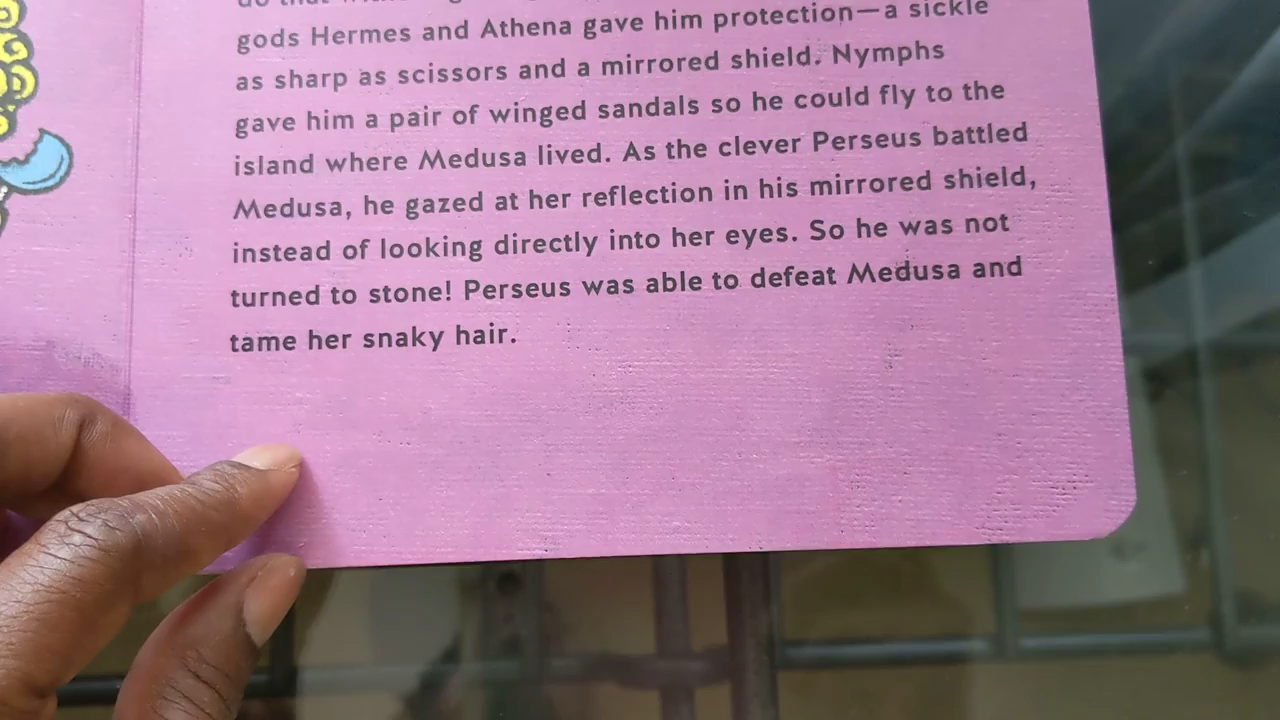 gods Hermes and Athena gave him protection—a sickle
as sharp as scissors and a mirrored shield. Nymphs
gave him a pair of winged sandals so he could fly to the
island where Medusa lived. As the clever Perseus battled
Medusa, he gazed at her reflection in his mirrored shield,
instead of looking directly into her eyes. So he was not
turned to stone! Perseus was able to defeat Medusa and
tame her snaky hair.